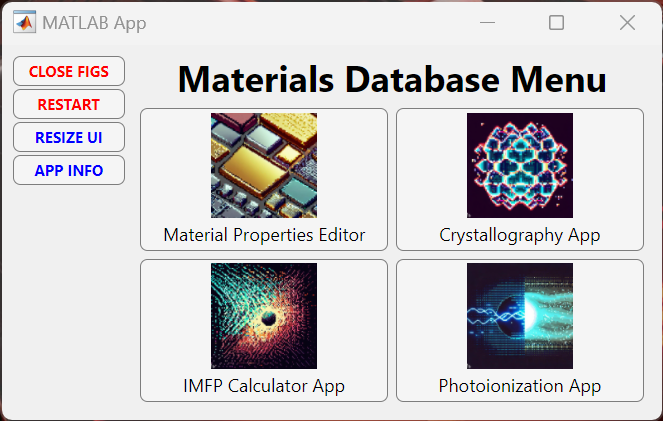 MATLAB App
CLOSE FIGS
RESTART
RESIZE UI
APP INFO
Materials Database Menu
Material Properties Editor
Crystallography App
IMFP Calculator App
Photoionization App